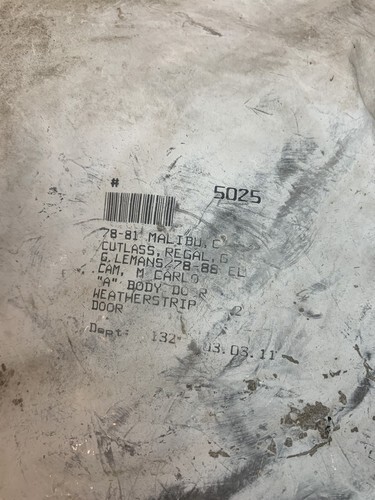 # 5025
78-81 MALIBU, C
CUTLASS, REGAL, G
G.LEMANS/78-88 EL
CAM, M CARLO
"A" BODY DO R
WEATHERSTRIP 2
DOOR
Dept: 132 03.03.11